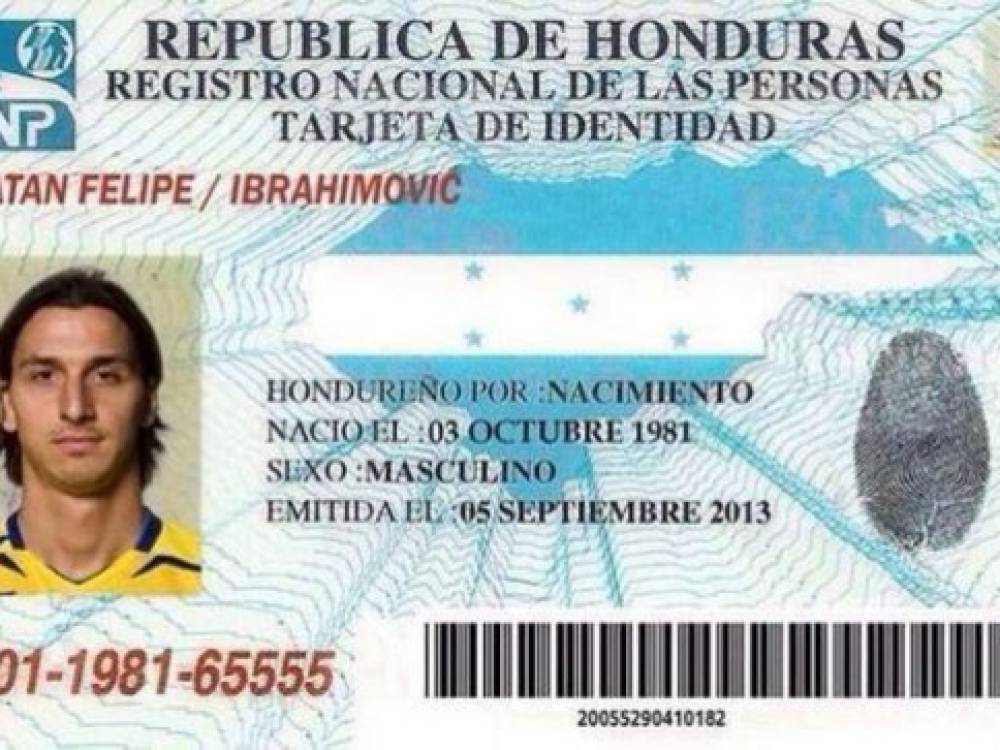 REPUBLICA DE HONDURAS
REGISTRO NACIONAL DE LAS PERSONAS
TARJETA DE IDENTIDAD
NP
ATAN FELIPE / IBRAHIMOVIĆ
HONDUREÑO POR :NACIMIENTO
NACIO EL :03 OCTUBRE 1981
SEXO :MASCULINO
EMITIDA EL :05 SEPTIEMBRE 2013
01-1981-65555
20055290410182